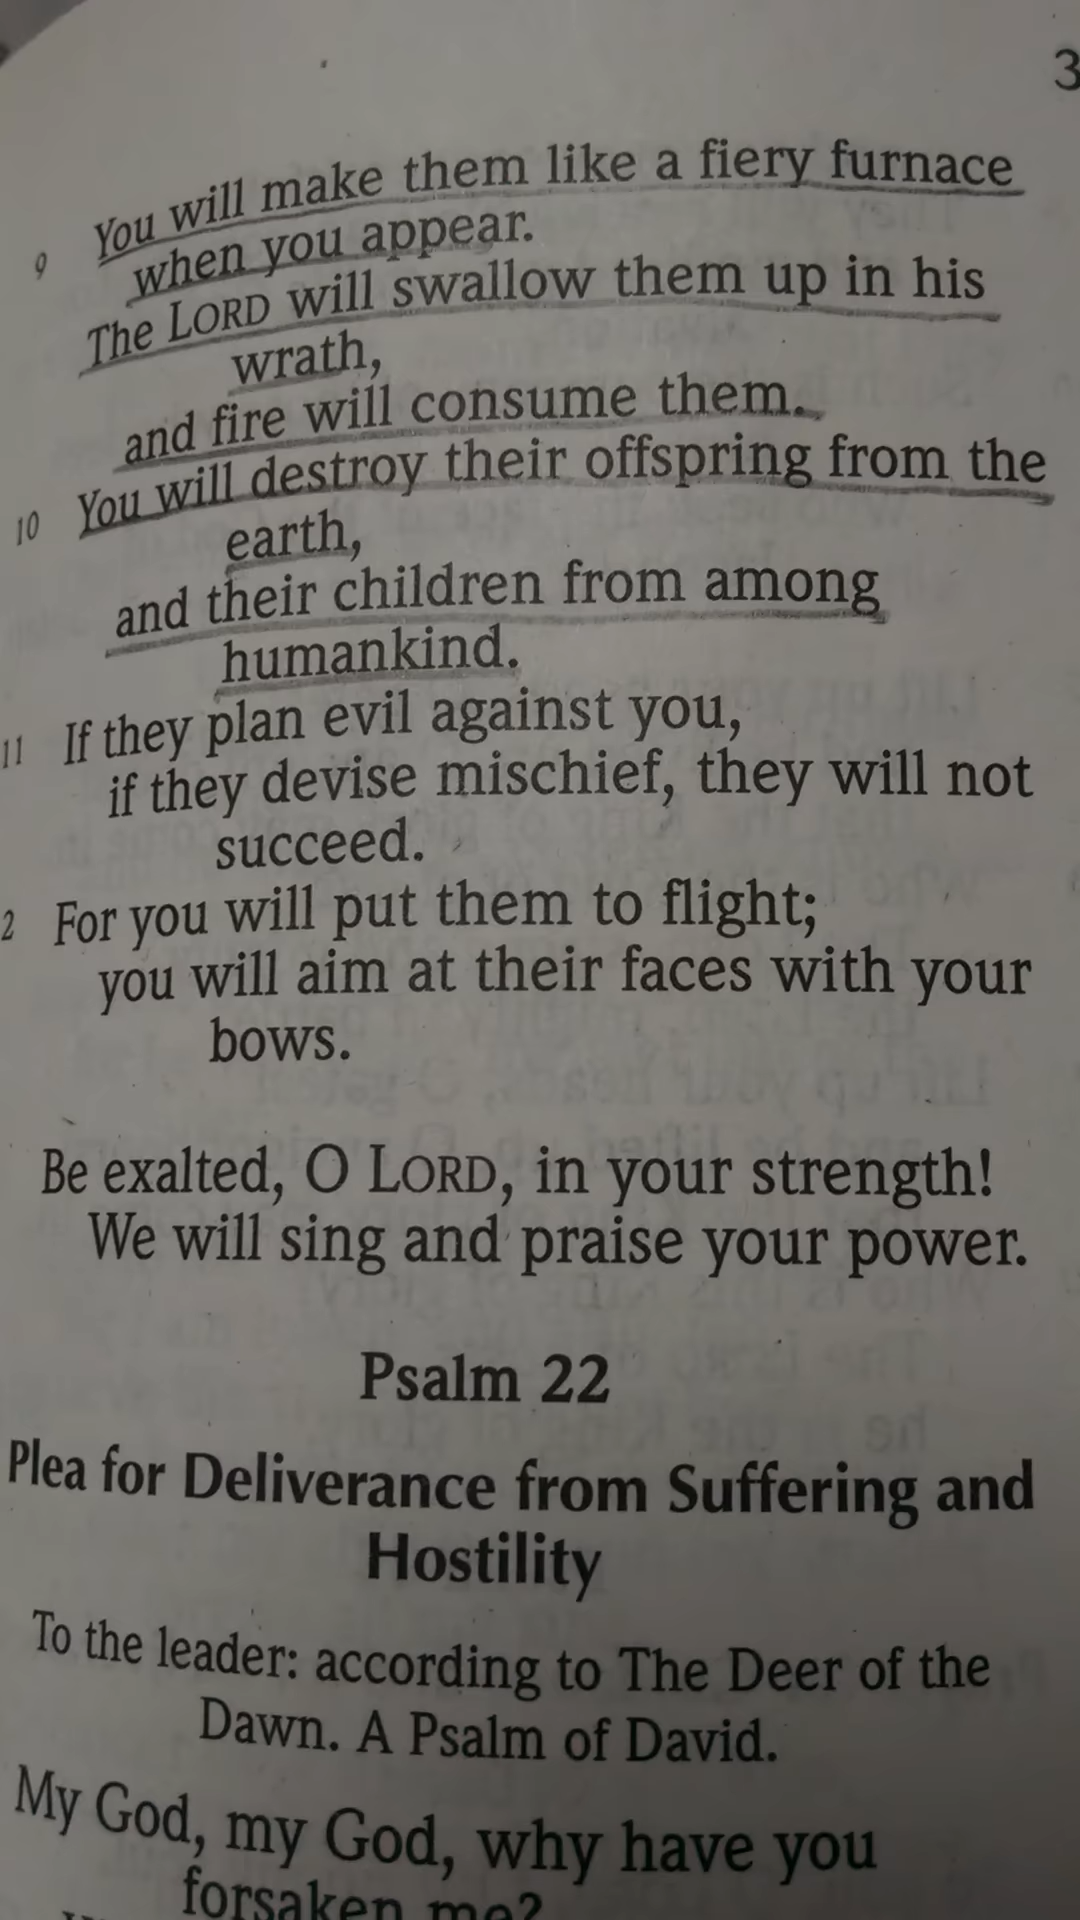 3
9 You will make them like a fiery furnace
when you appear.
The LORD will swallow them up in his
wrath,
and fire will consume them.
10 You will destroy their offspring from the
earth,
and their children from among
humankind.
11 If they plan evil against you,
if they devise mischief, they will not
succeed.
2 For you will put them to flight;
you will aim at their faces with your
bows.
Be exalted, O LORD, in your strength!
We will sing and praise your power.
Psalm 22
Plea for Deliverance from Suffering and
Hostility
To the leader: according to The Deer of the
Dawn. A Psalm of David.
My God, my God, why have you
forsaken me?